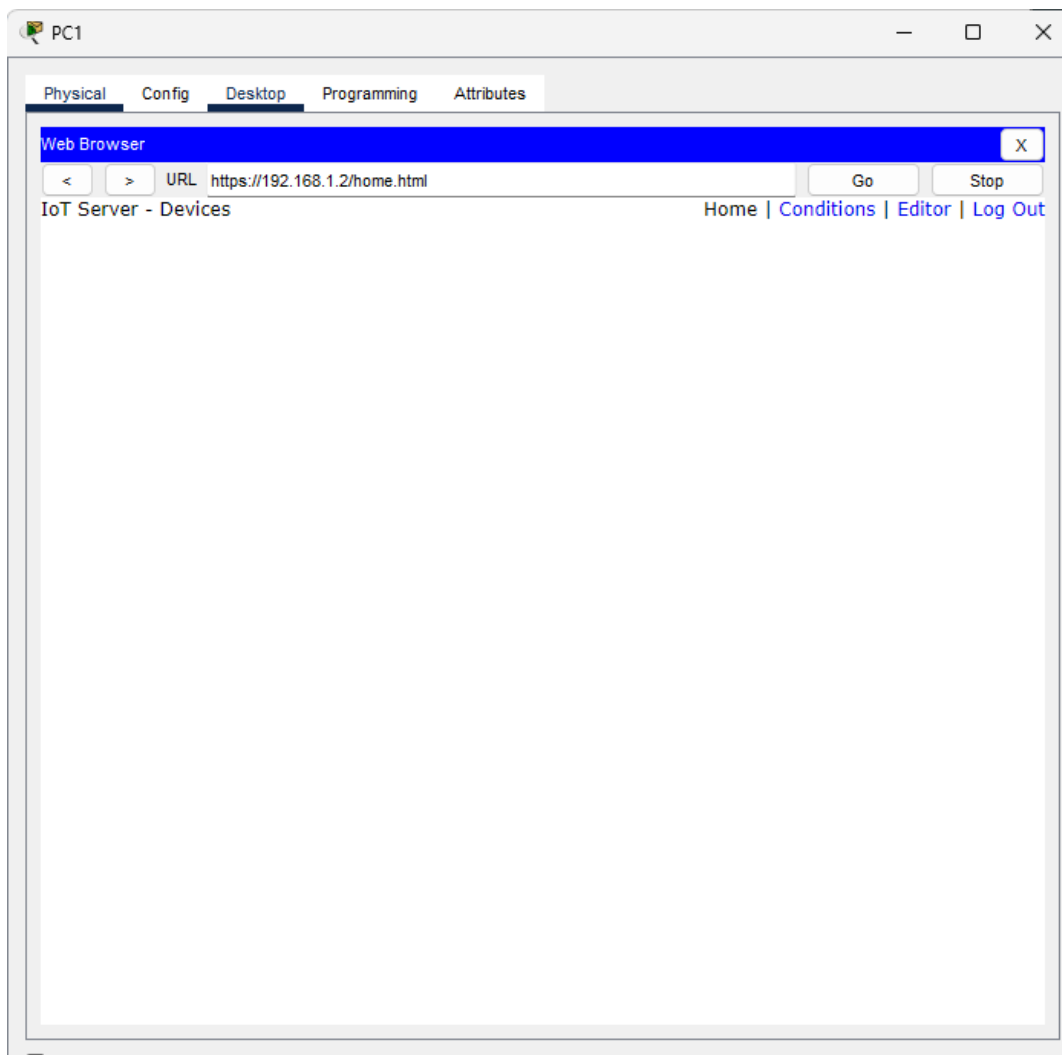 PC1
Physical Config Desktop Programming Attributes
Web Browser
X
< > URL https://192.168.1.2/home.html Go Stop
IoT Server - Devices Home | Conditions | Editor | Log Out